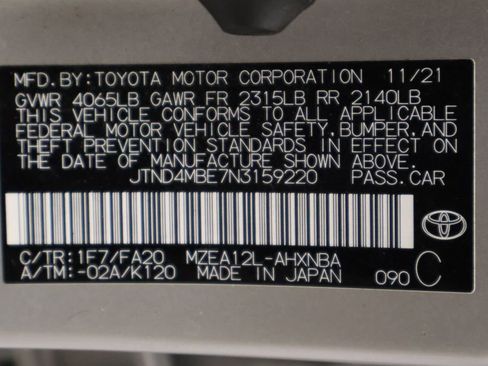 MFD. BY: TOYOTA MOTOR CORPORATION 11/21
GVWR 4065LB GAWR FR 2315LB RR 2140LB
THIS VEHICLE CONFORMS TO ALL APPLICABLE
FEDERAL MOTOR VEHICLE SAFETY, BUMPER, AND
THEFT PREVENTION STANDARDS IN EFFECT ON
THE DATE OF MANUFACTURE SHOWN ABOVE.
JTND4MBE7N3159220 PASS.CAR
C/TR: 1F7/FA20 MZEA12L-AHXNBA
A/TM: -02A/K120 MADE IN JAPAN 090 C